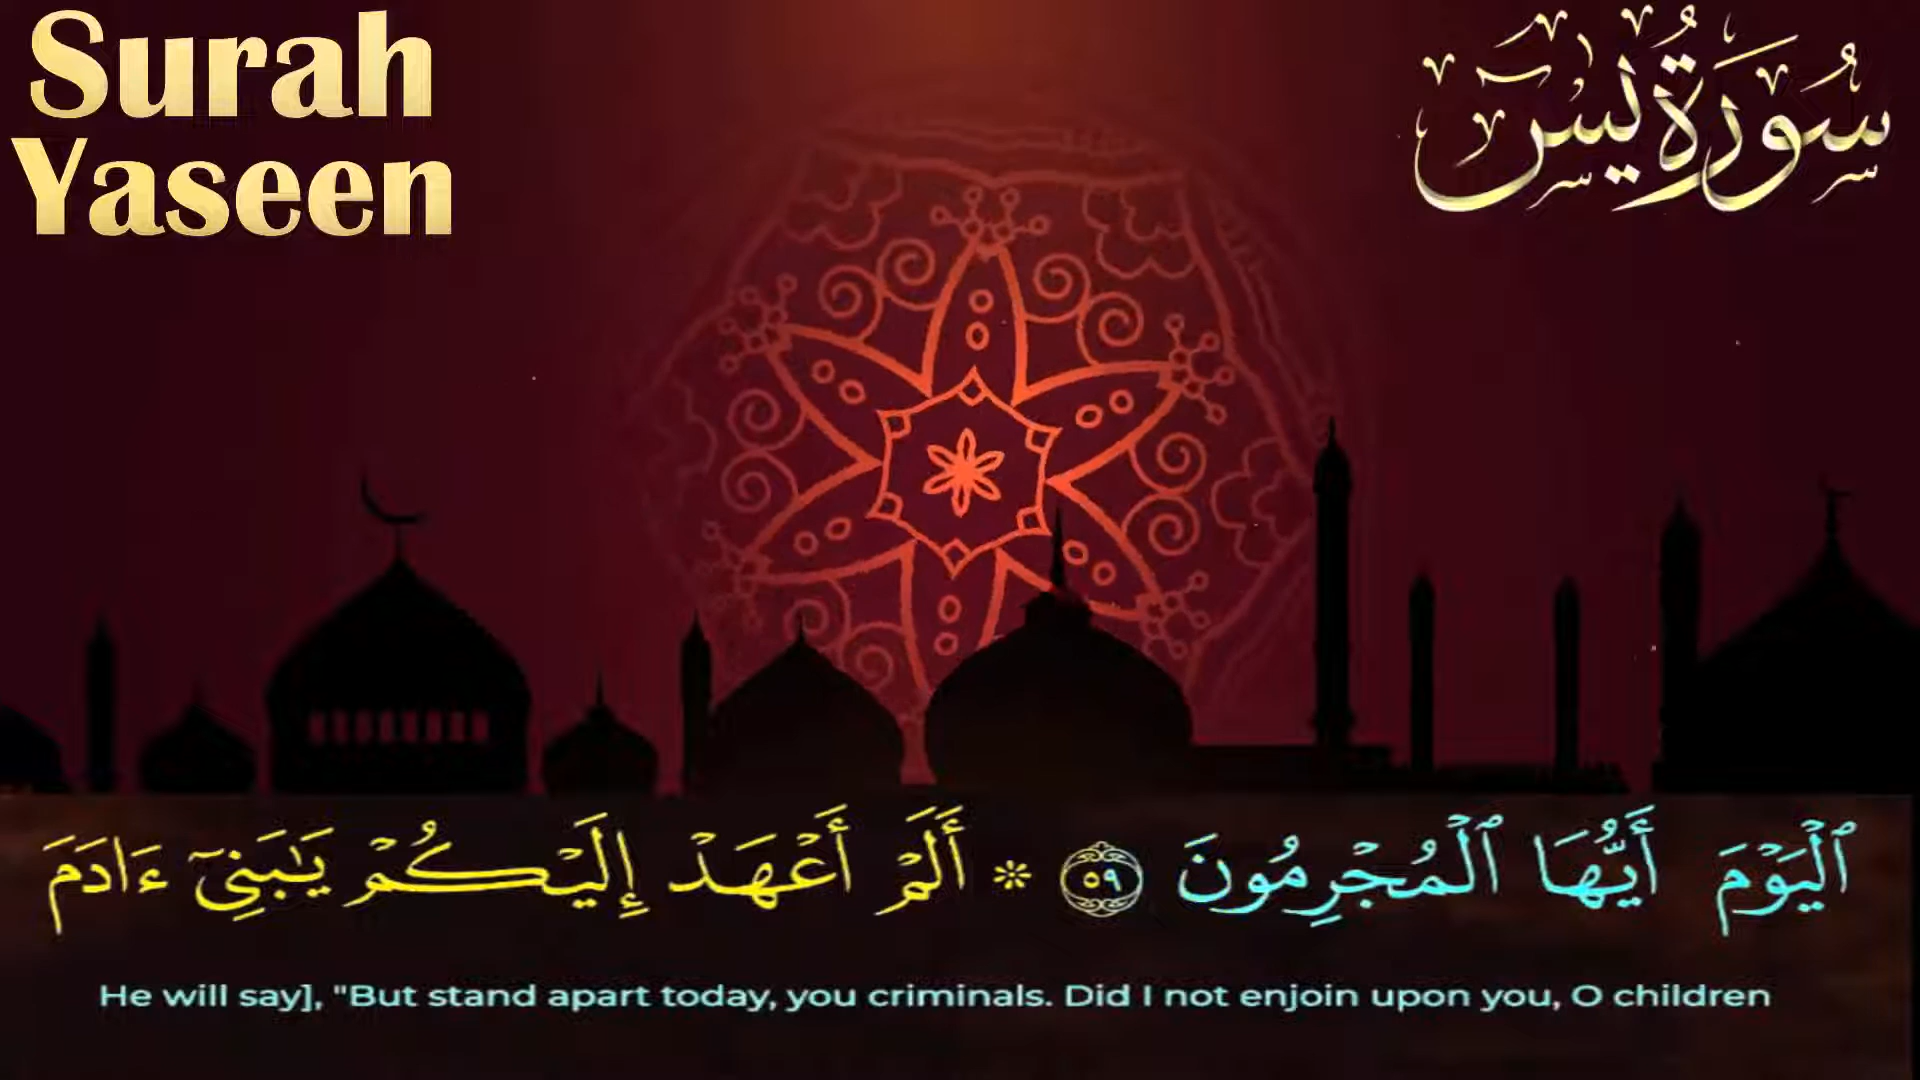 Surah
Yaseen
سُورَةُ يسٓ
ٱلْيَوْمَ أَيُّهَا ٱلْمُجْرِمُونَ ٥٩ * أَلَمْ أَعْهَدْ إِلَيْكُمْ يَٰبَنِىٓ ءَادَمَ
He will say], "But stand apart today, you criminals. Did I not enjoin upon you, O children